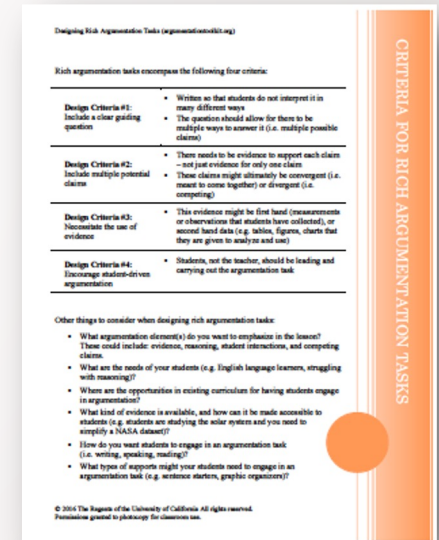 Designing Rich Argumentation Tasks (argumentationtoolkit.org)
Rich argumentation tasks encompass the following four criteria:
Design Criteria #1:
Include a clear guiding
question
• Written so that students do not interpret it in
many different ways
• The question should allow for there to be
multiple ways to answer it (i.e. multiple possible
claims)
Design Criteria #2:
Include multiple potential
claims
• There needs to be evidence to support each claim
– not just evidence for only one claim
• These claims might ultimately be convergent (i.e.
meant to come together) or divergent (i.e.
competing)
Design Criteria #3:
Necessitate the use of
evidence
• This evidence might be first hand (measurements
or observations that students have collected), or
second hand data (e.g. tables, figures, charts that
they are given to analyze and use)
Design Criteria #4:
Encourage student-driven
argumentation
• Students, not the teacher, should be leading and
carrying out the argumentation task
Other things to consider when designing rich argumentation tasks:
• What argumentation element(s) do you want to emphasize in the lesson?
These could include: evidence, reasoning, student interactions, and competing
claims.
• What are the needs of your students (e.g. English language learners, struggling
with reasoning)?
• Where are the opportunities in existing curriculum for having students engage
in argumentation?
• What kind of evidence is available, and how can it be made accessible to
students (e.g. students are studying the solar system and you need to
simplify a NASA dataset)?
• How do you want students to engage in an argumentation task
(i.e. writing, speaking, reading)?
• What types of supports might your students need to engage in an
argumentation task (e.g. sentence starters, graphic organizers)?
© 2016 The Regents of the University of California All rights reserved.
Permissions granted to photocopy for classroom use.
CRITERIA FOR RICH ARGUMENTATION TASKS